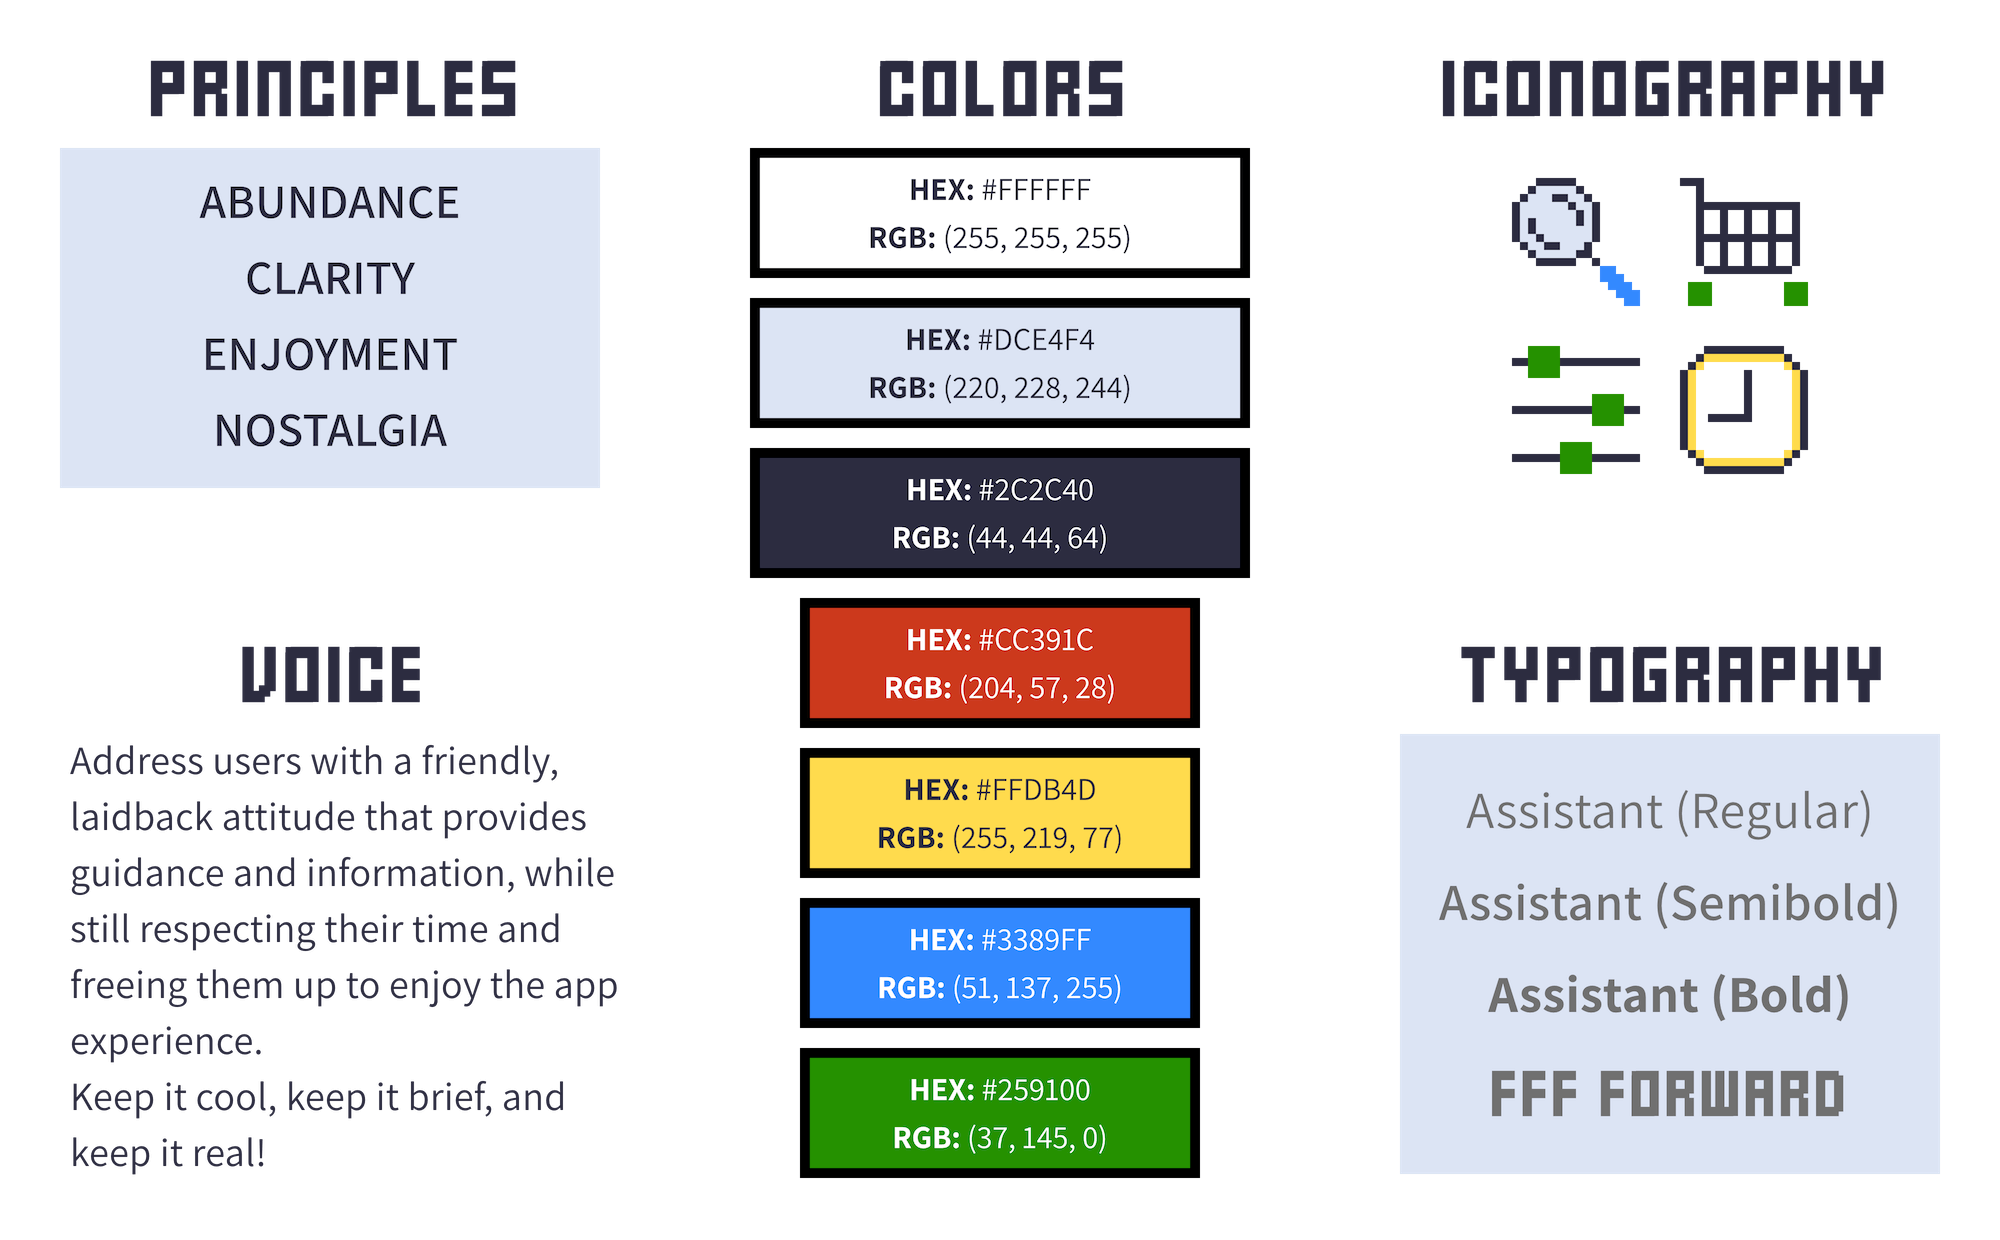 PRINCIPLES
ABUNDANCE
CLARITY
ENJOYMENT
NOSTALGIA
VOICE
Address users with a friendly,
laidback attitude that provides
guidance and information, while
still respecting their time and
freeing them up to enjoy the app
experience.
Keep it cool, keep it brief, and
keep it real!
COLORS
HEX: #FFFFFF
RGB: (255, 255, 255)
HEX: #DCE4F4
RGB: (220, 228, 244)
HEX: #2C2C40
RGB: (44, 44, 64)
HEX: #CC391C
RGB: (204, 57, 28)
HEX: #FFDB4D
RGB: (255, 219, 77)
HEX: #3389FF
RGB: (51, 137, 255)
HEX: #259100
RGB: (37, 145, 0)
ICONOGRAPHY
TYPOGRAPHY
Assistant (Regular)
Assistant (Semibold)
Assistant (Bold)
FFF FORWARD